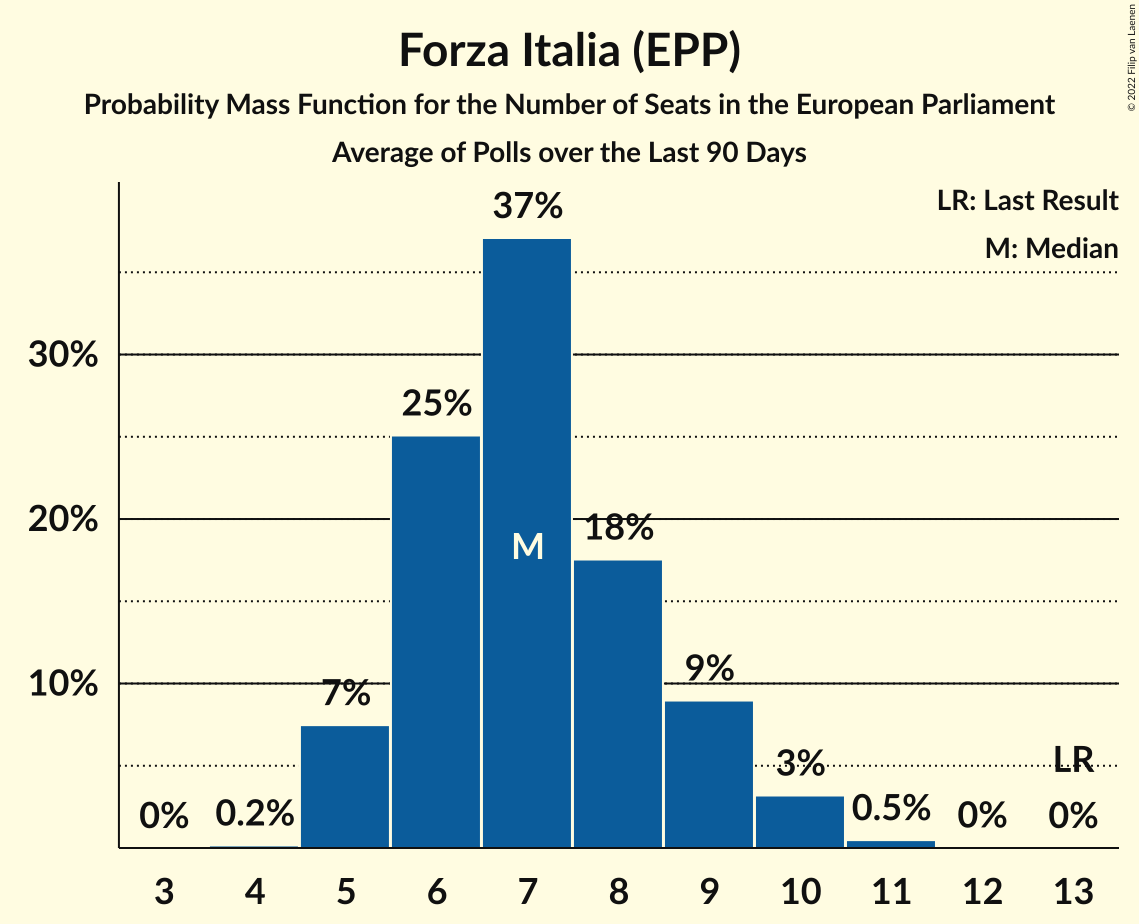 Forza Italia (EPP)
Probability Mass Function for the Number of Seats in the European Parliament
Average of Polls over the Last 90 Days
© 2022 Filip van Laenen
LR: Last Result
M: Median
37%
30%
25%
20%
18%
M
10%
9%
7%
3%
LR
0%
0.2%
0.5%
0%
0%
3 4 5 6 7 8 9 10 11 12 13